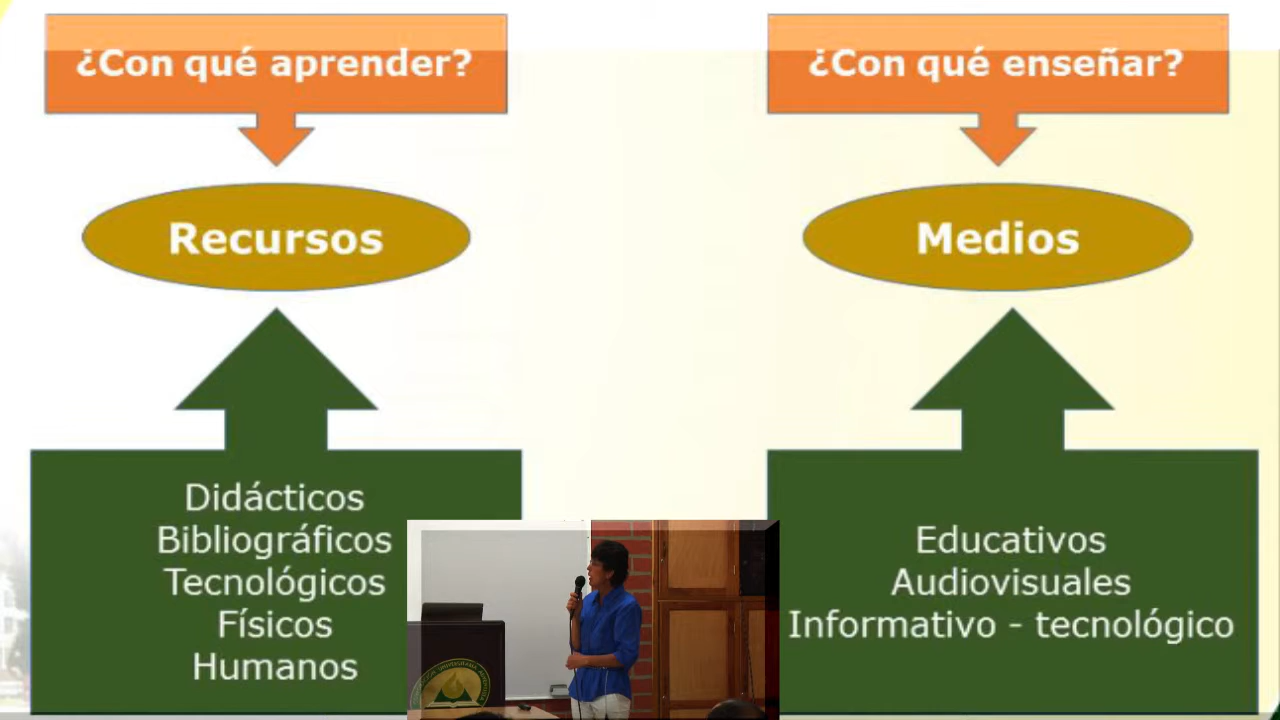 ¿Con qué aprender?
Recursos
Didácticos
Bibliográficos
Tecnológicos
Físicos
Humanos
¿Con qué enseñar?
Medios
Educativos
Audiovisuales
Informativo - tecnológico